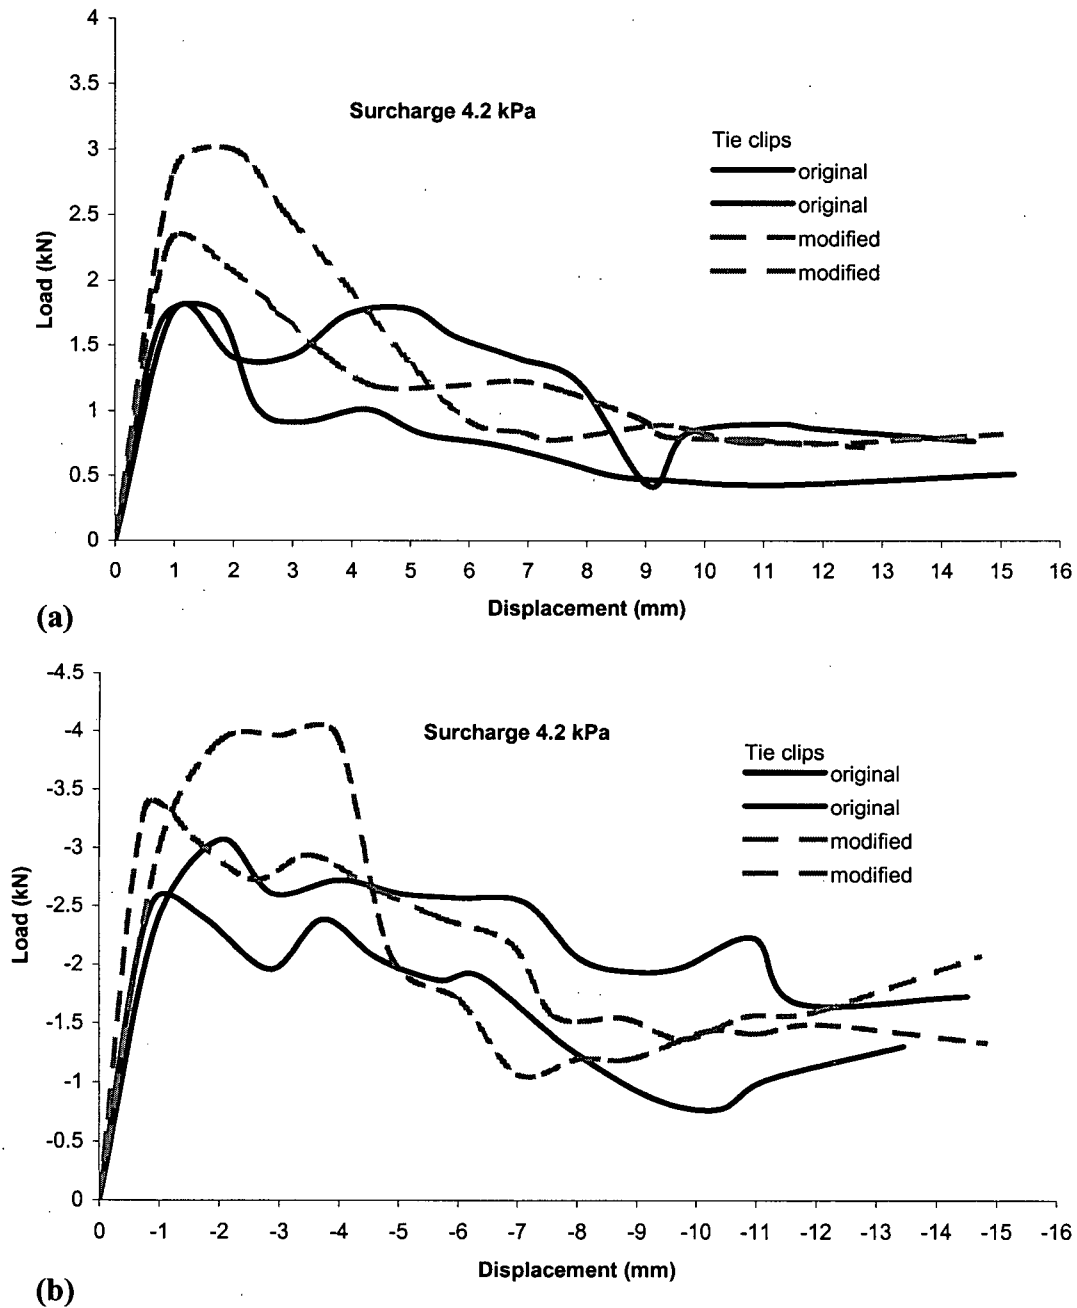 4
3.5
Surcharge 4.2 kPa
3
Tie clips
original
2.5
original
modified
2
modified
Load (kN)
1.5
1
0.5
0
0 1 2 3 4 5 6 7 8 9 10 11 12 13 14 15 16
Displacement (mm)
(a)
-4.5
-4
Surcharge 4.2 kPa
Tie clips
-3.5
original
original
-3
modified
modified
-2.5
Load (kN)
-2
-1.5
-1
-0.5
0
0 -1 -2 -3 -4 -5 -6 -7 -8 -9 -10 -11 -12 -13 -14 -15 -16
Displacement (mm)
(b)